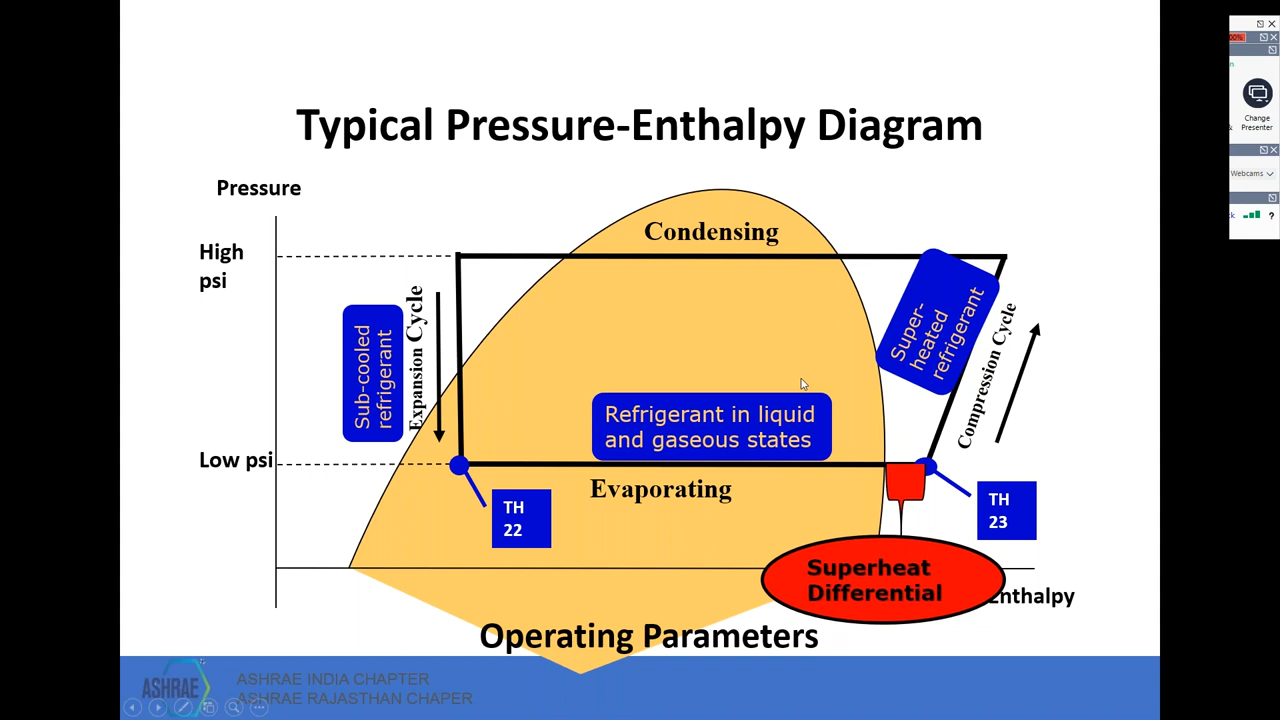 Typical Pressure-Enthalpy Diagram
Pressure
High
psi
Condensing
Sub-cooled
refrigerant
Expansion Cycle
Super-
heated
refrigerant
Compression Cycle
Refrigerant in liquid
and gaseous states
Low psi
Evaporating
TH
22
TH
23
Superheat
Differential
Enthalpy
Operating Parameters
ASHRAE
ASHRAE INDIA CHAPTER
ASHRAE RAJASTHAN CHAPER
Change
Presenter
Webcams
?